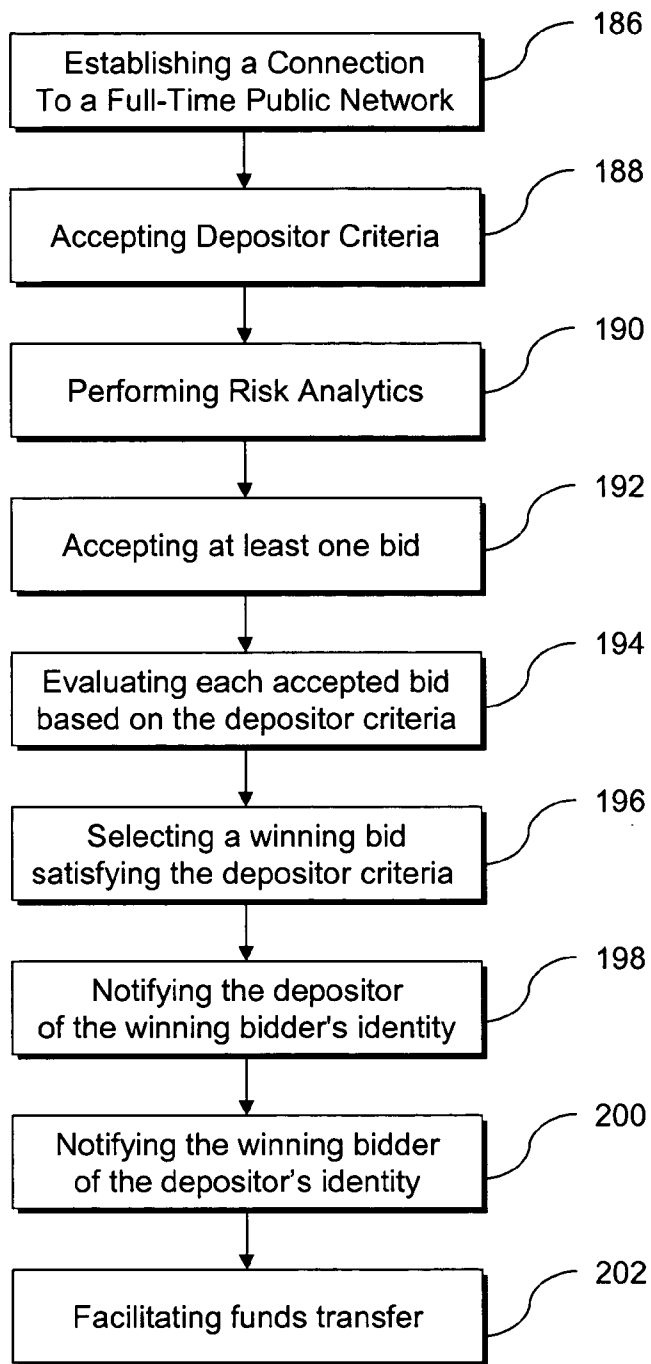 186
Establishing a Connection
To a Full-Time Public Network
188
Accepting Depositor Criteria
190
Performing Risk Analytics
192
Accepting at least one bid
194
Evaluating each accepted bid
based on the depositor criteria
196
Selecting a winning bid
satisfying the depositor criteria
198
Notifying the depositor
of the winning bidder's identity
200
Notifying the winning bidder
of the depositor's identity
202
Facilitating funds transfer